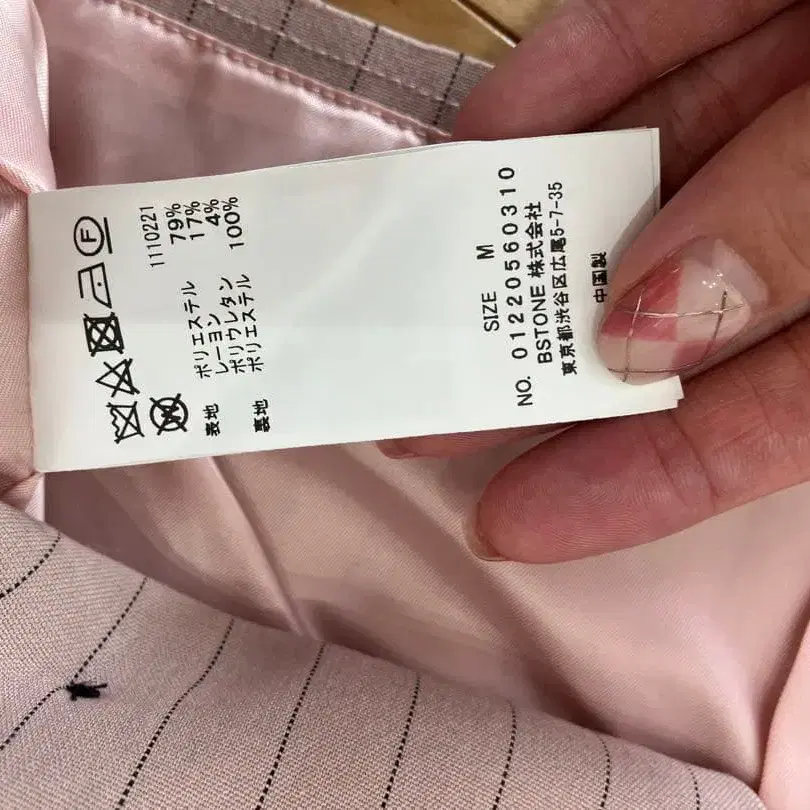 F
W
1110221
表地 ポリエステル 79%
レーヨン 17%
ポリウレタン 4%
裏地 ポリエステル 100%
SIZE M
NO. 01220560310
BSTONE 株式会社
東京都渋谷区広尾5-7-35
中国製